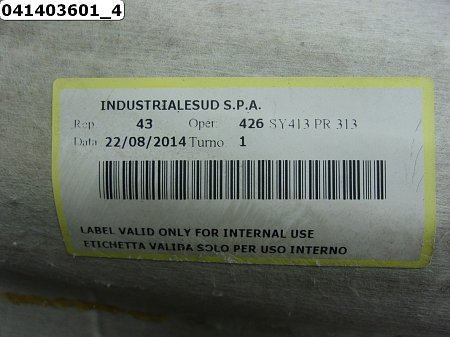 041403601_4
INDUSTRIALESUD S.P.A.
Rep 43 Oper. 426 SY413 PR 313
Data 22/08/2014 Turno 1
LABEL VALID ONLY FOR INTERNAL USE
ETICHETTA VALIDA SOLO PER USO INTERNO